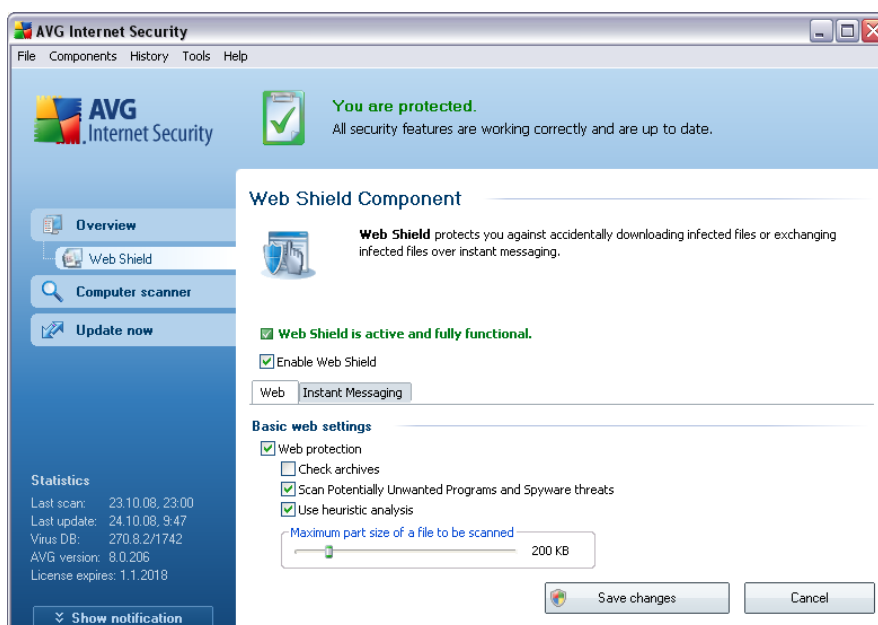 AVG Internet Security
File Components History Tools Help
AVG
Internet Security
You are protected.
All security features are working correctly and are up to date.
Overview
Web Shield
Computer scanner
Update now
Statistics
Last scan: 23.10.08, 23:00
Last update: 24.10.08, 9:47
Virus DB: 270.8.2/1742
AVG version: 8.0.206
License expires: 1.1.2018
Show notification
Web Shield Component
Web Shield protects you against accidentally downloading infected files or exchanging
infected files over instant messaging.
Web Shield is active and fully functional.
Enable Web Shield
Web Instant Messaging
Basic web settings
Web protection
Check archives
Scan Potentially Unwanted Programs and Spyware threats
Use heuristic analysis
Maximum part size of a file to be scanned
200 KB
Save changes Cancel